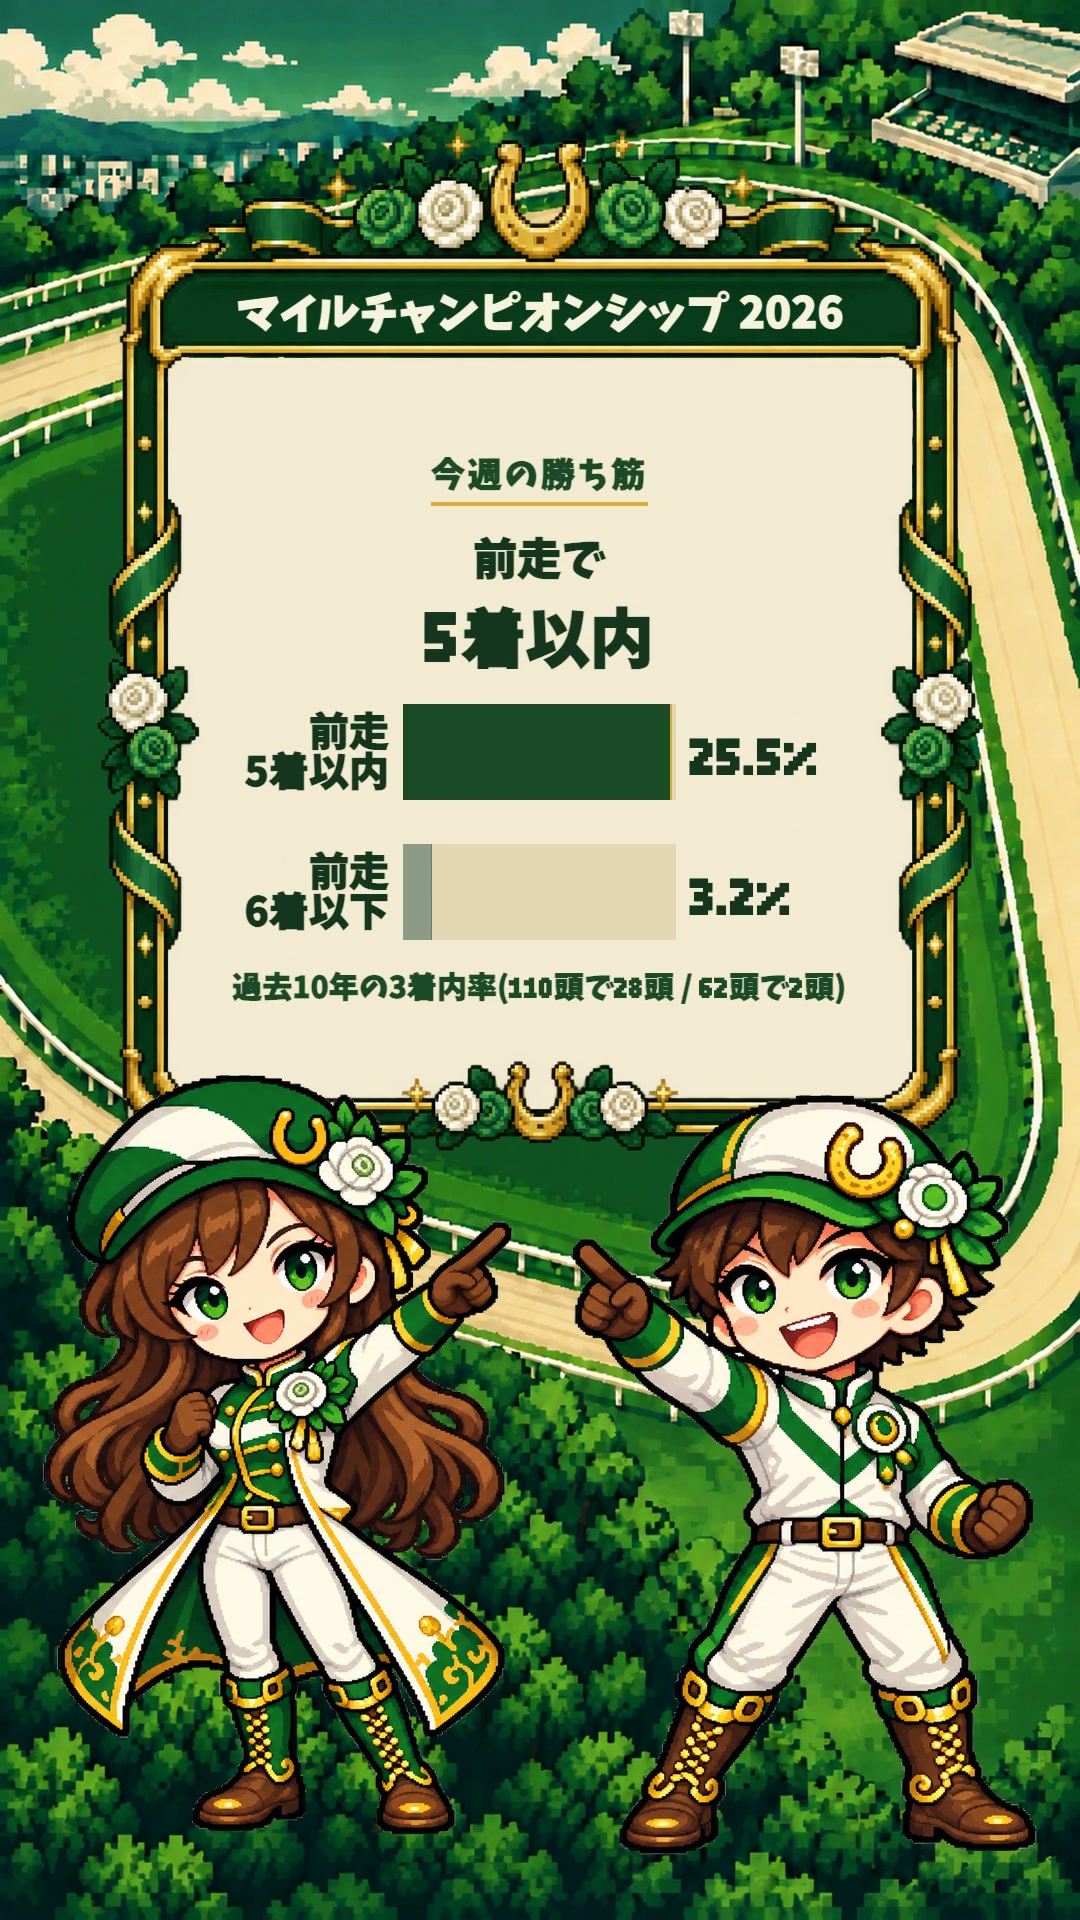 マイルチャンピオンシップ 2026
今週の勝ち筋
前走で
5着以内
前走
5着以内
25.5%
前走
6着以下
3.2%
過去10年の3着内率(110頭で28頭 / 62頭で2頭)